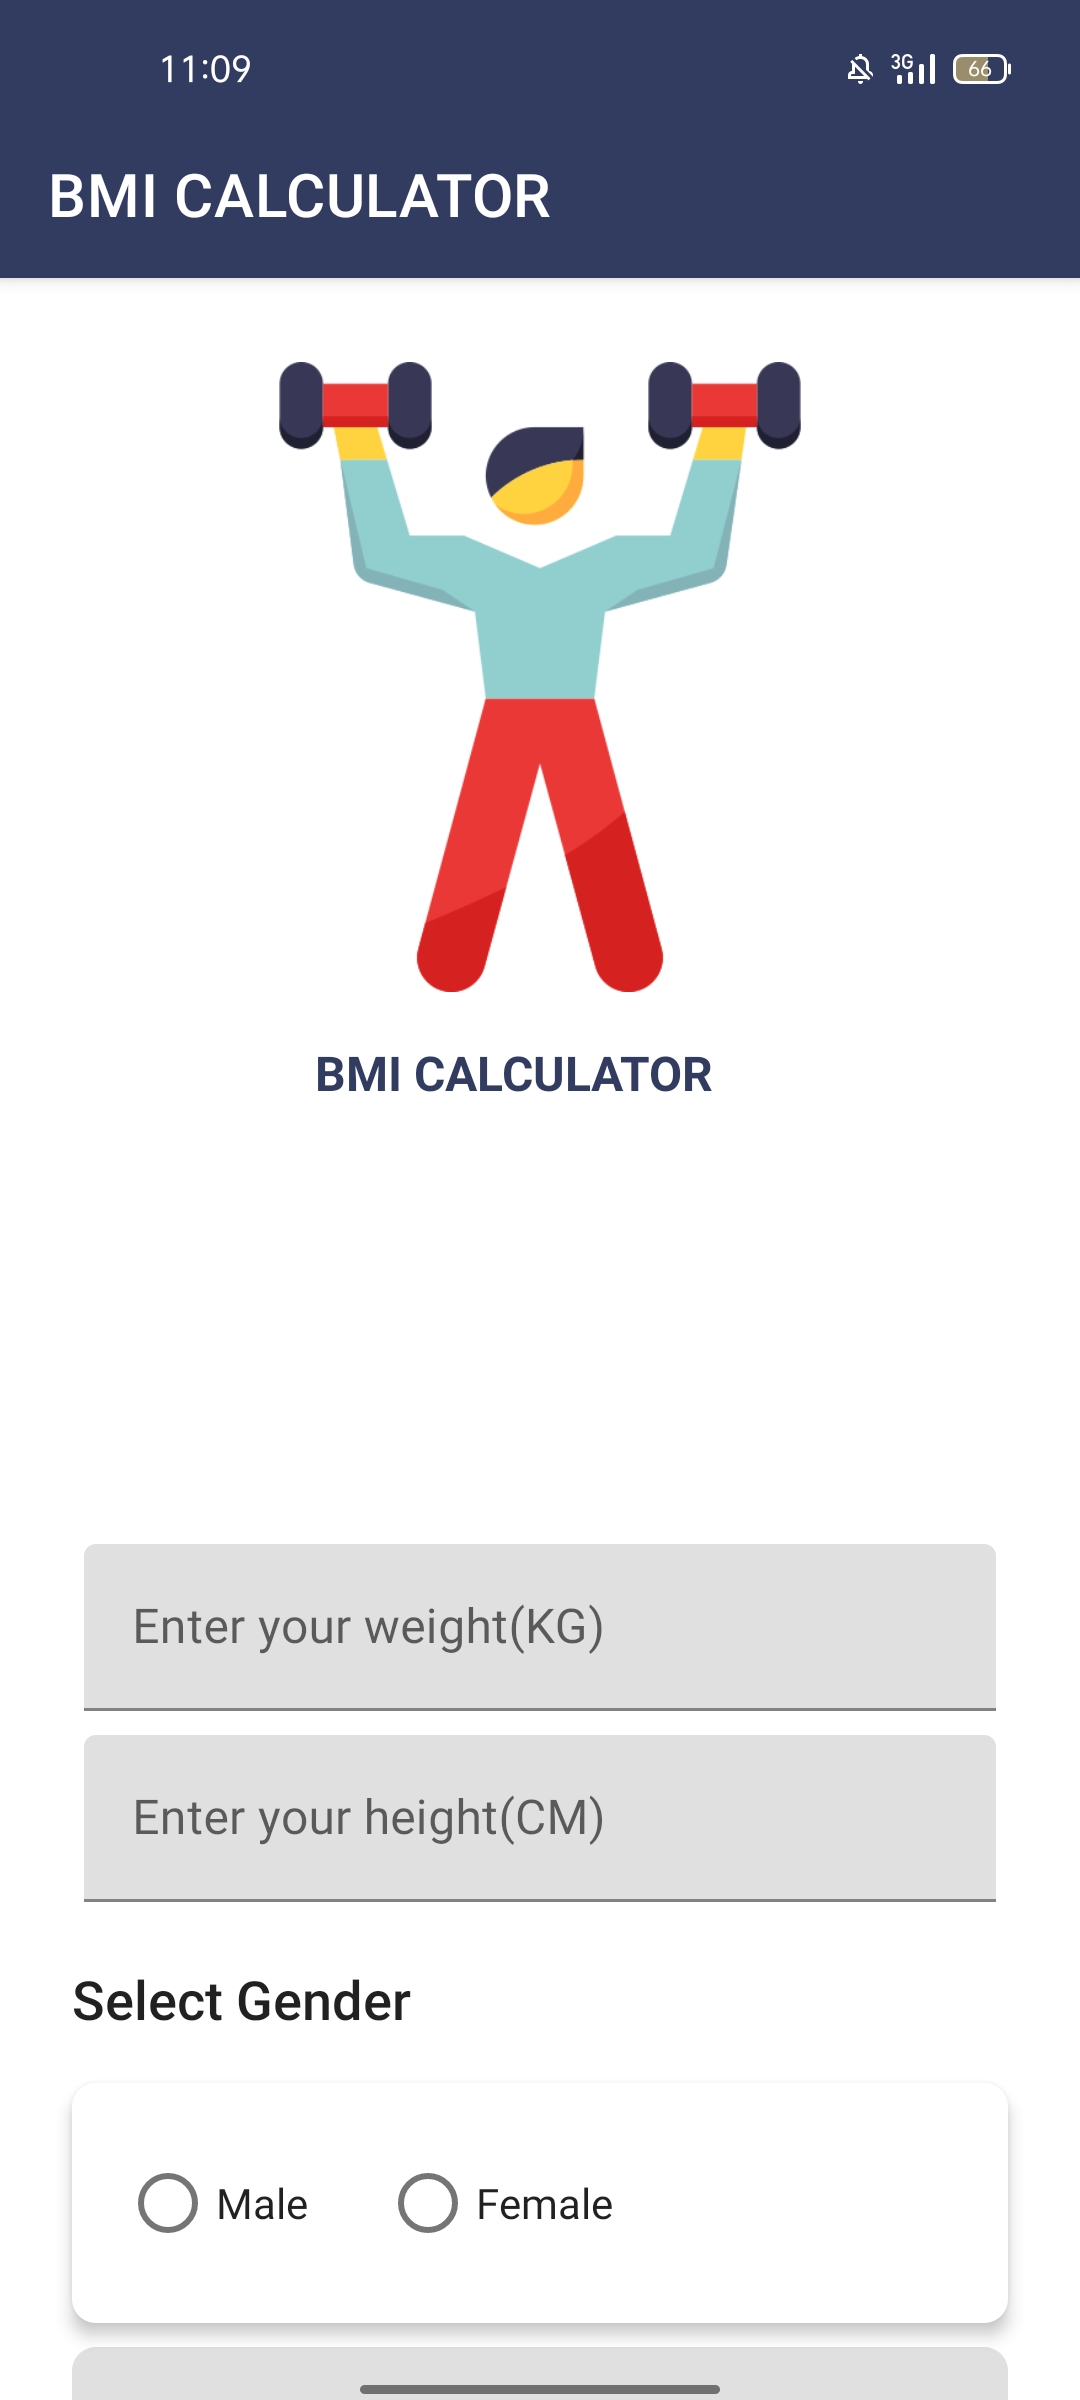 11:09
3G
66
BMI CALCULATOR
BMI CALCULATOR
Enter your weight(KG)
Enter your height(CM)
Select Gender
Male
Female